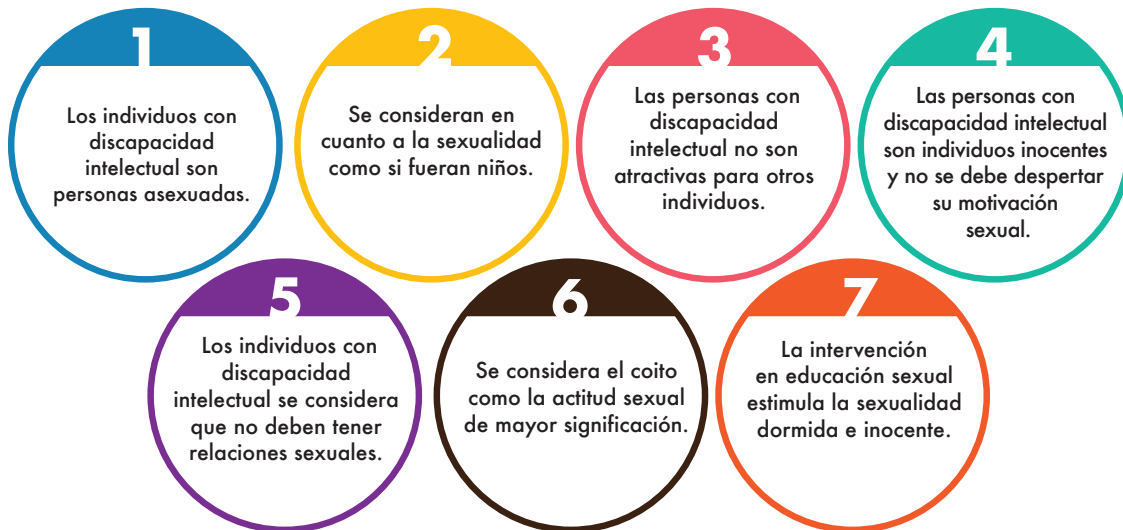 1
Los individuos con
discapacidad
intelectual son
personas asexuadas.
2
Se consideran en
cuanto a la sexualidad
como si fueran niños.
3
Las personas con
discapacidad
intelectual no son
atractivas para otros
individuos.
4
Las personas con
discapacidad intelectual
son individuos inocentes
y no se debe despertar
su motivación
sexual.
5
Los individuos con
discapacidad
intelectual se considera
que no deben tener
relaciones sexuales.
6
Se considera el coito
como la actitud sexual
de mayor significación.
7
La intervención
en educación sexual
estimula la sexualidad
dormida e inocente.